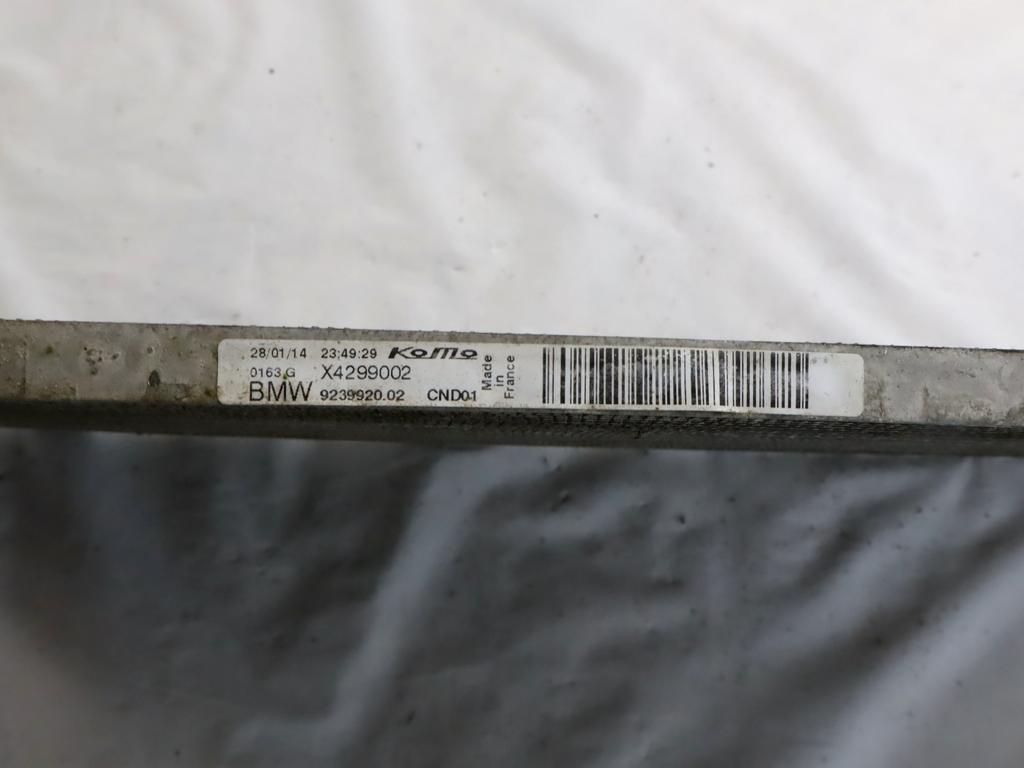 28/01/14 23:49:29 KoMo
0163 G X4299002
BMW 9239920.02 CND01
Made
in
France